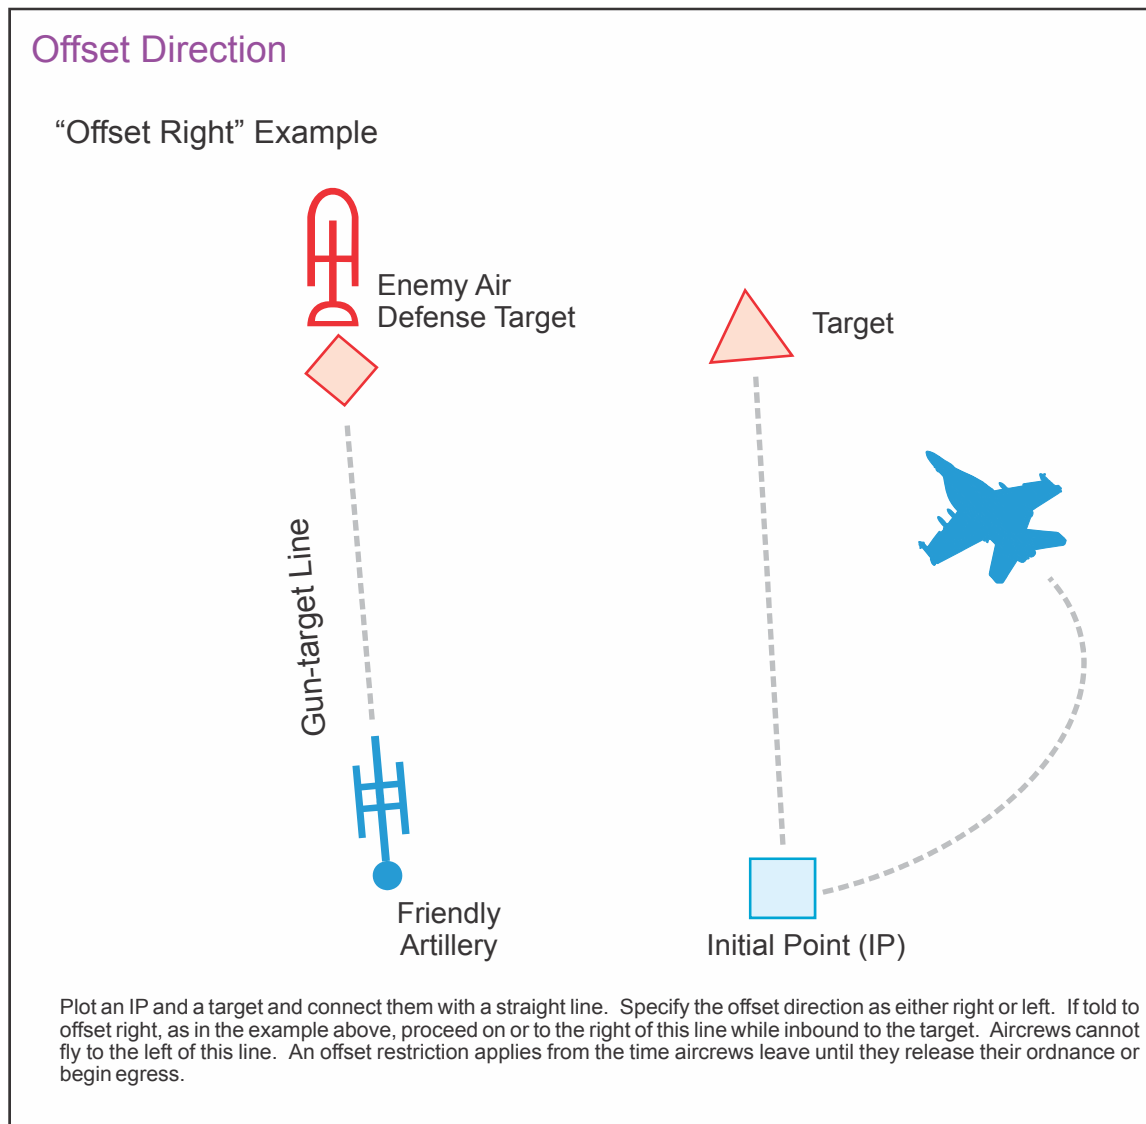 Offset Direction
“Offset Right” Example
Enemy Air
Defense Target
Target
Gun-target Line
Friendly
Artillery
Initial Point (IP)
Plot an IP and a target and connect them with a straight line.  Specify the offset direction as either right or left.  If told to
offset right, as in the example above, proceed on or to the right of this line while inbound to the target.  Aircrews cannot
fly to the left of this line.  An offset restriction applies from the time aircrews leave until they release their ordnance or
begin egress.